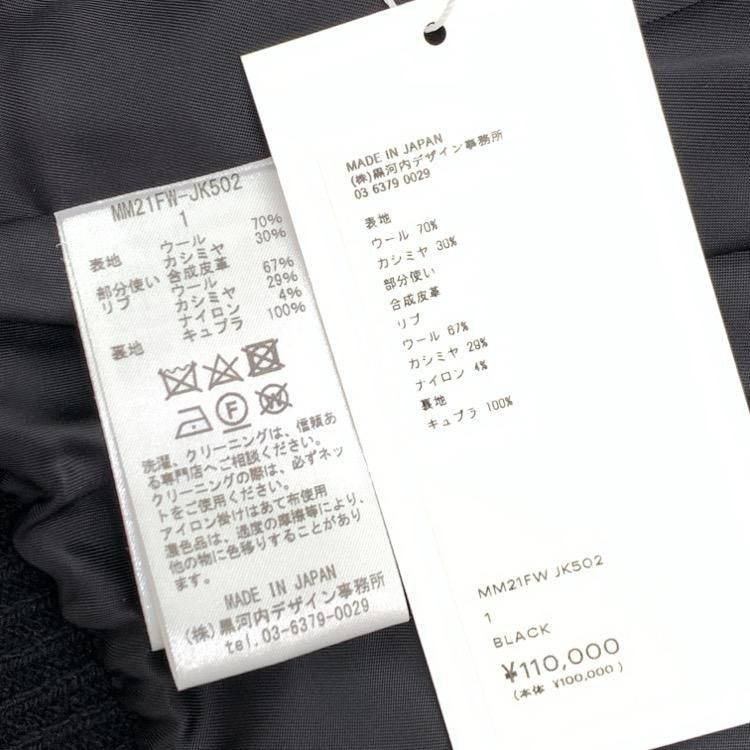 MM21FW-JK502
1
表地 ウール 70%
カシミヤ 30%
部分使い 合成皮革
リブ ウール 67%
カシミヤ 29%
ナイロン 4%
裏地 キュプラ 100%
F
W
洗濯、クリーニングは、信頼あ
る専門店へご相談ください。
クリーニングの際は、必ずネッ
トをご使用ください。
アイロン掛けはあて布使用
濃色品は、過度の摩擦等により、
他の物に色移りすることがあり
ます。
MADE IN JAPAN
(株)黒河内デザイン事務所
tel.03-6379-0029
MADE IN JAPAN
(株)黒河内デザイン事務所
03 6379 0029
表地
ウール 70%
カシミヤ 30%
部分使い
合成皮革
リブ
ウール 67%
カシミヤ 29%
ナイロン 4%
裏地
キュプラ 100%
MM21FW JK502
1
BLACK
¥110,000
(本体 ¥100,000)